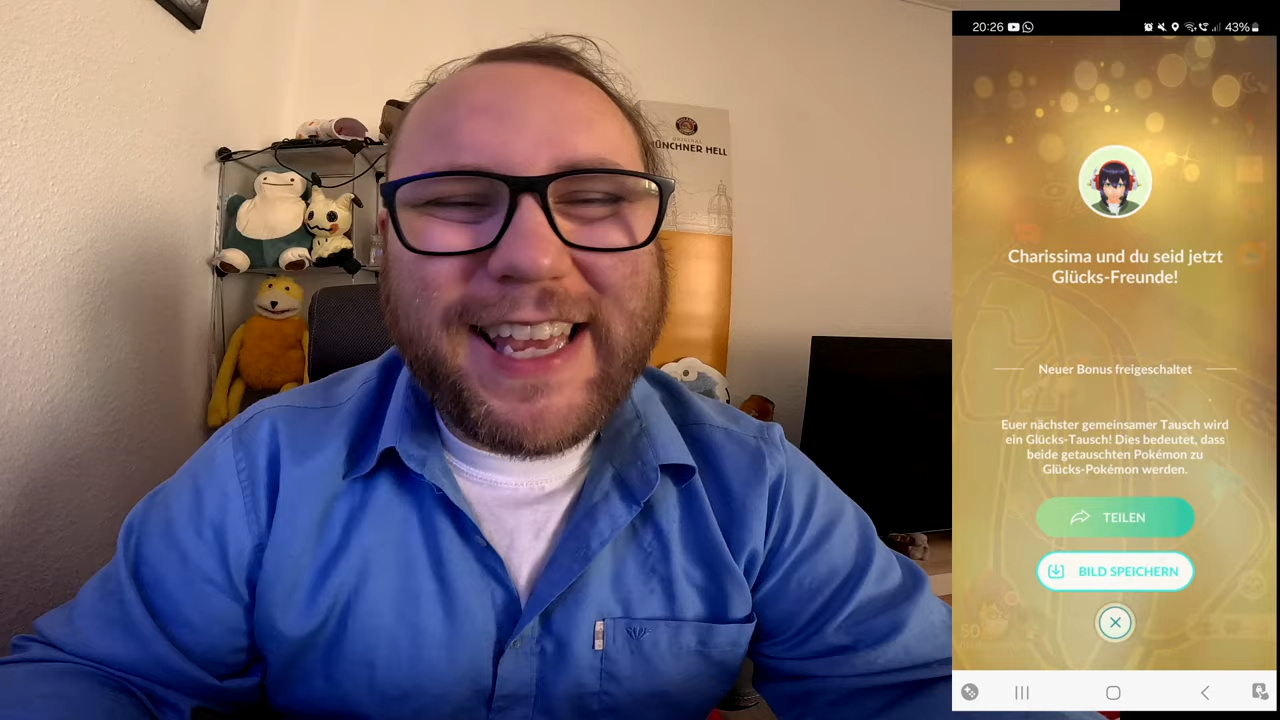 ORIGINAL
MÜNCHNER HELL
20:26
43%
Charissima und du seid jetzt
Glücks-Freunde!
Neuer Bonus freigeschaltet
Euer nächster gemeinsamer Tausch wird
ein Glücks-Tausch! Dies bedeutet, dass
beide getauschten Pokémon zu
Glücks-Pokémon werden.
TEILEN
BILD SPEICHERN